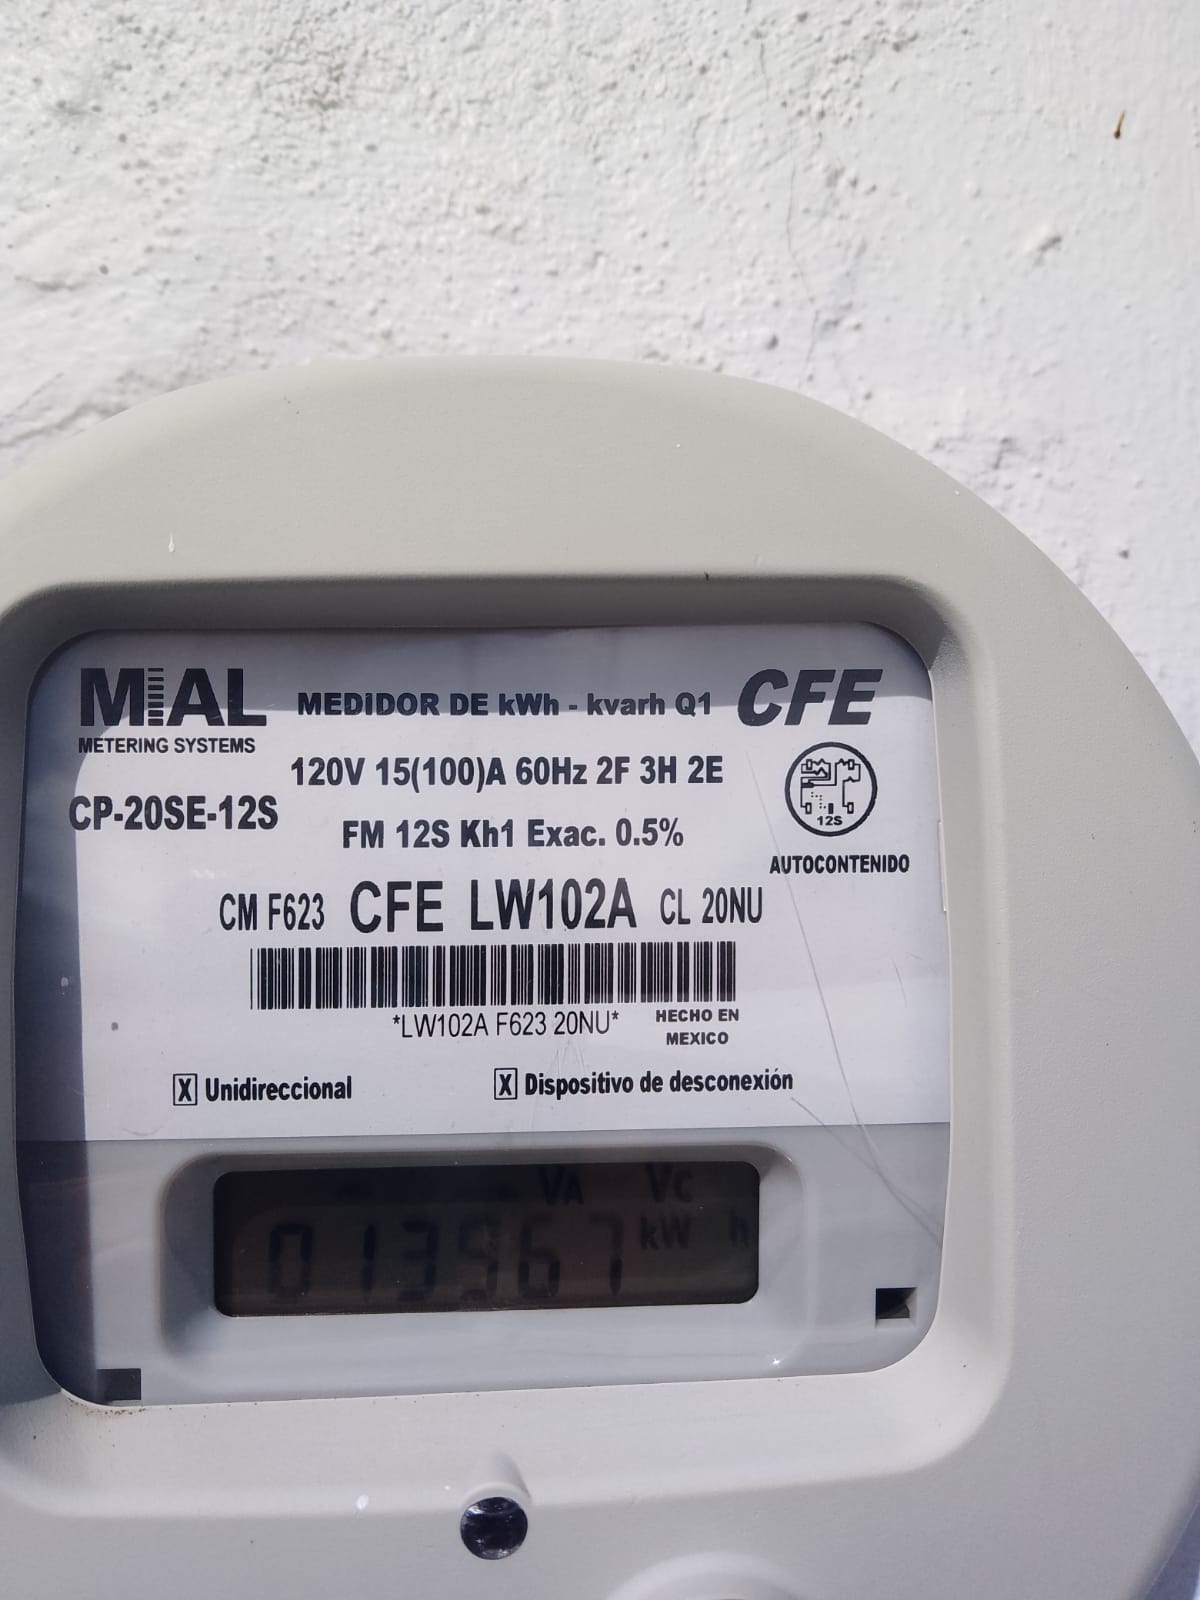 MIAL
METERING SYSTEMS
MEDIDOR DE kWh - kvarh Q1
CFE
120V 15(100)A 60Hz 2F 3H 2E
CP-20SE-12S
FM 12S Kh1 Exac. 0.5%
12S
AUTOCONTENIDO
CM F623 CFE LW102A CL 20NU
*LW102A F623 20NU*
HECHO EN
MEXICO
X Unidireccional
X Dispositivo de desconexión
VA VC
kW h